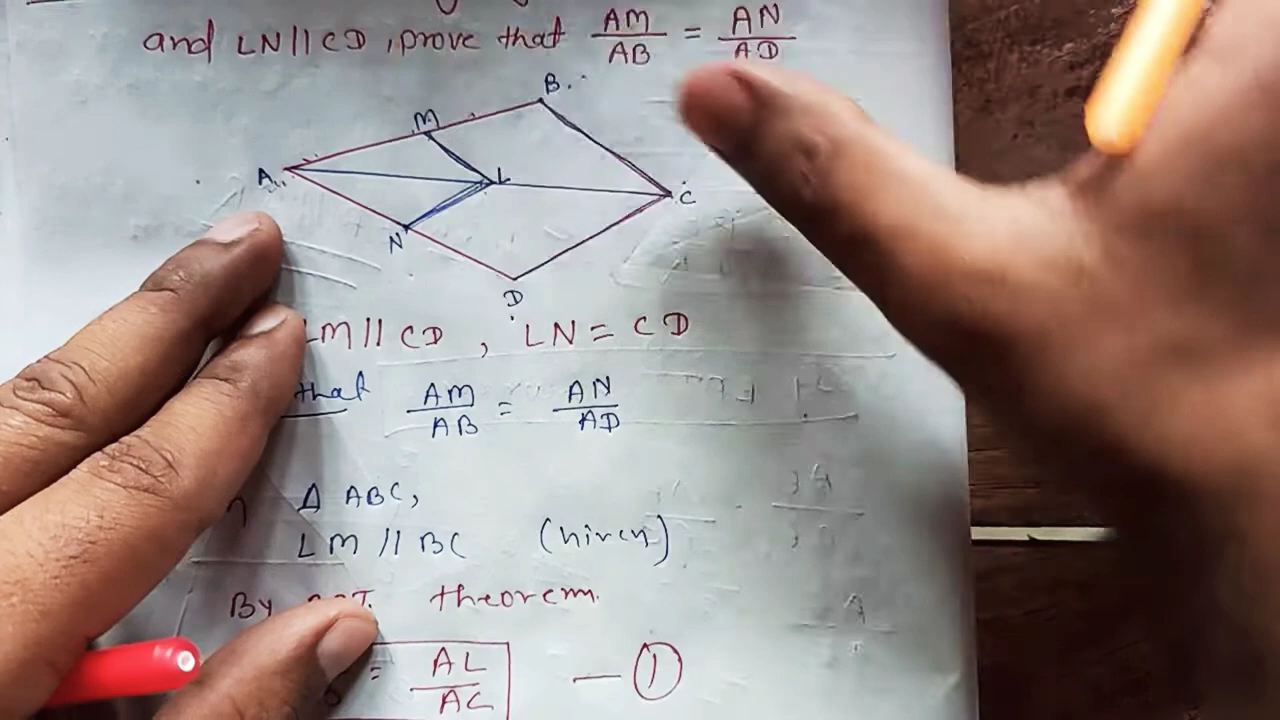 and LN || CD , prove that AM/AB = AN/AD
B.
M
A
L
C
N
D
LM || CD , LN = CD
that AM/AB = AN/AD
Δ ABC,
LM // BC (Given)
By theorem.
= AL/AC — ①